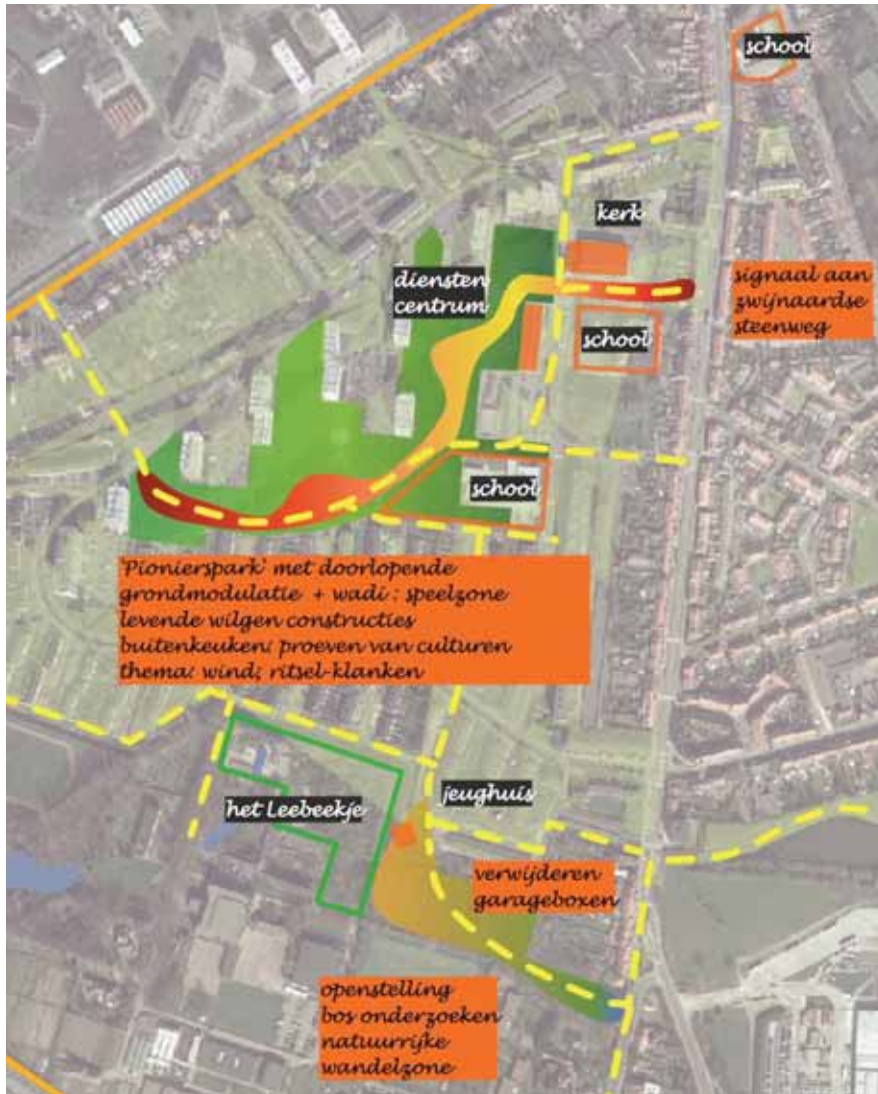 school
kerk
diensten
centrum
signaal aan
zwijnaardse
steenweg
school
school
'Pionierspark' met doorlopende
grondmodulatie + wadi : speelzone
levende wilgen constructies
buitenkeuken: proeven van culturen
thema: wind; ritsel-klanken
jeughuis
het Leebeekje
verwijderen
garageboxen
openstelling
bos onderzoeken
natuurrijke
wandelzone